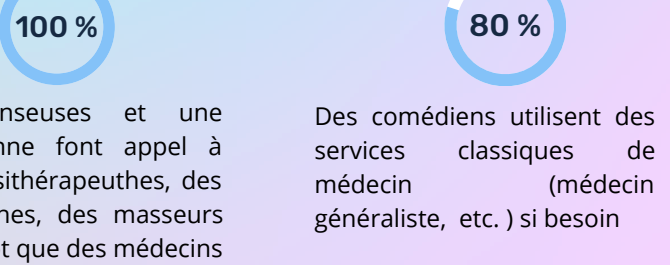 100 %
nseuses et une
nne font appel à
sithérapeuthes, des
nes, des masseurs
t que des médecins
80 %
Des comédiens utilisent des
services classiques de
médecin (médecin
généraliste, etc. ) si besoin